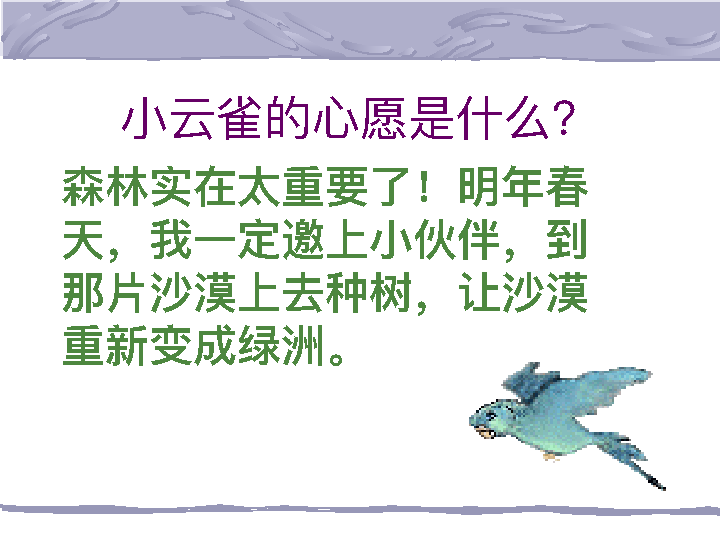 小云雀的心愿是什么？
森林实在太重要了！明年春
天，我一定邀上小伙伴，到
那片沙漠上去种树，让沙漠
重新变成绿洲。